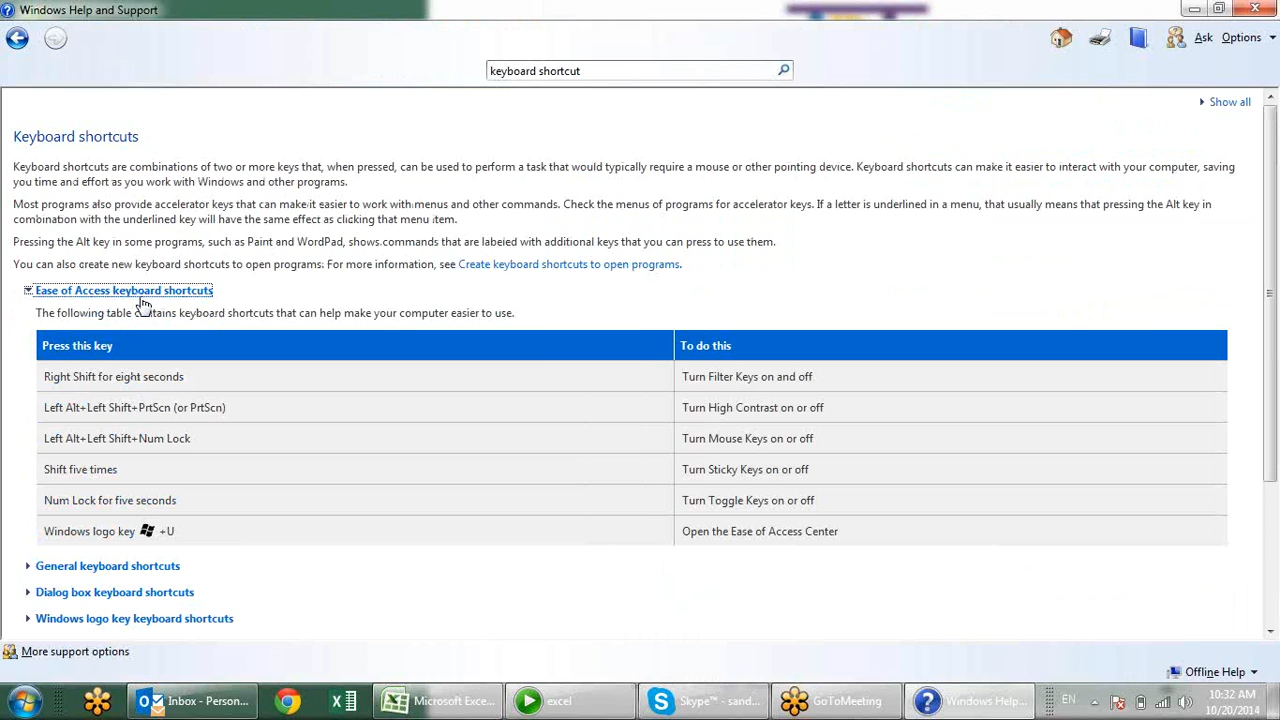 Windows Help and Support
Ask
Options
keyboard shortcut
Show all
Keyboard shortcuts
Keyboard shortcuts are combinations of two or more keys that, when pressed, can be used to perform a task that would typically require a mouse or other pointing device. Keyboard shortcuts can make it easier to interact with your computer, saving
you time and effort as you work with Windows and other programs.
Most programs also provide accelerator keys that can make it easier to work with menus and other commands. Check the menus of programs for accelerator keys. If a letter is underlined in a menu, that usually means that pressing the Alt key in
combination with the underlined key will have the same effect as clicking that menu item.
Pressing the Alt key in some programs, such as Paint and WordPad, shows commands that are labeled with additional keys that you can press to use them.
You can also create new keyboard shortcuts to open programs. For more information, see Create keyboard shortcuts to open programs.
Ease of Access keyboard shortcuts
The following table contains keyboard shortcuts that can help make your computer easier to use.
Press this key To do this
Right Shift for eight seconds Turn Filter Keys on and off
Left Alt+Left Shift+PrtScn (or PrtScn) Turn High Contrast on or off
Left Alt+Left Shift+Num Lock Turn Mouse Keys on or off
Shift five times Turn Sticky Keys on or off
Num Lock for five seconds Turn Toggle Keys on or off
Windows logo key +U Open the Ease of Access Center
General keyboard shortcuts
Dialog box keyboard shortcuts
Windows logo key keyboard shortcuts
More support options
Offline Help
Inbox - Person...
Microsoft Exce...
excel
Skype™ - sand...
GoToMeeting
Windows Help...
EN
10:32 AM
10/20/2014